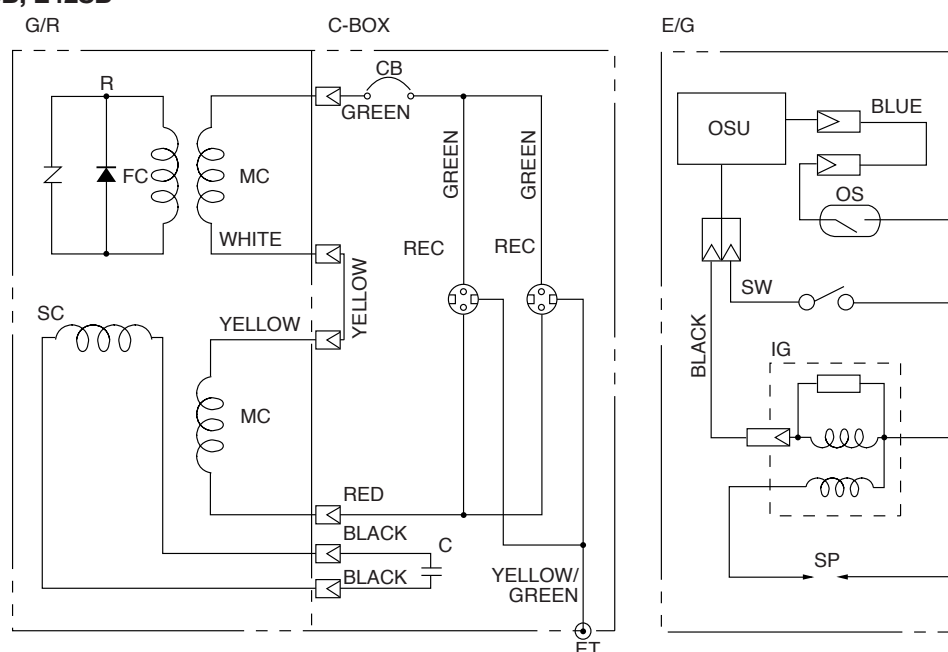 G/R
C-BOX
E/G
R
FC
MC
CB
GREEN
WHITE
YELLOW
GREEN
GREEN
REC
REC
SC
YELLOW
MC
RED
BLACK
BLACK
C
YELLOW/
GREEN
ET
OSU
BLUE
OS
SW
BLACK
IG
SP